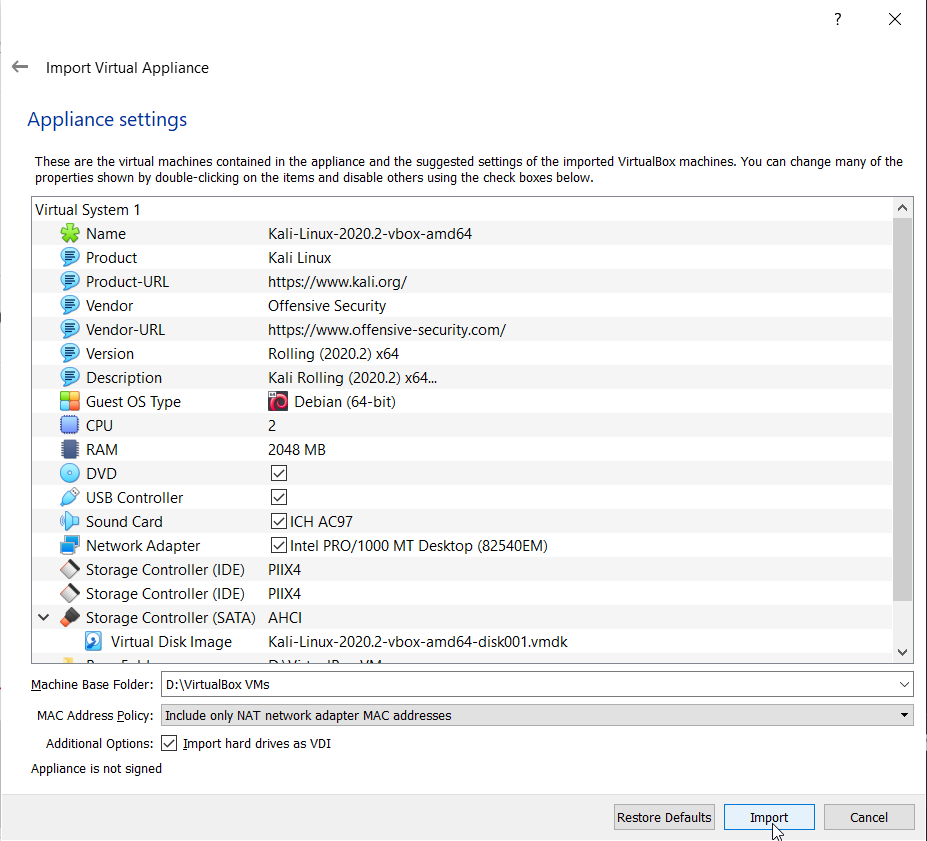 ?
Import Virtual Appliance
Appliance settings
These are the virtual machines contained in the appliance and the suggested settings of the imported VirtualBox machines. You can change many of the
properties shown by double-clicking on the items and disable others using the check boxes below.
Virtual System 1
Name Kali-Linux-2020.2-vbox-amd64
Product Kali Linux
Product-URL https://www.kali.org/
Vendor Offensive Security
Vendor-URL https://www.offensive-security.com/
Version Rolling (2020.2) x64
Description Kali Rolling (2020.2) x64...
Guest OS Type Debian (64-bit)
CPU 2
RAM 2048 MB
DVD
USB Controller
Sound Card ICH AC97
Network Adapter Intel PRO/1000 MT Desktop (82540EM)
Storage Controller (IDE) PIIX4
Storage Controller (IDE) PIIX4
Storage Controller (SATA) AHCI
Virtual Disk Image Kali-Linux-2020.2-vbox-amd64-disk001.vmdk
Machine Base Folder: D:\VirtualBox VMs
MAC Address Policy: Include only NAT network adapter MAC addresses
Additional Options: Import hard drives as VDI
Appliance is not signed
Restore Defaults Import Cancel